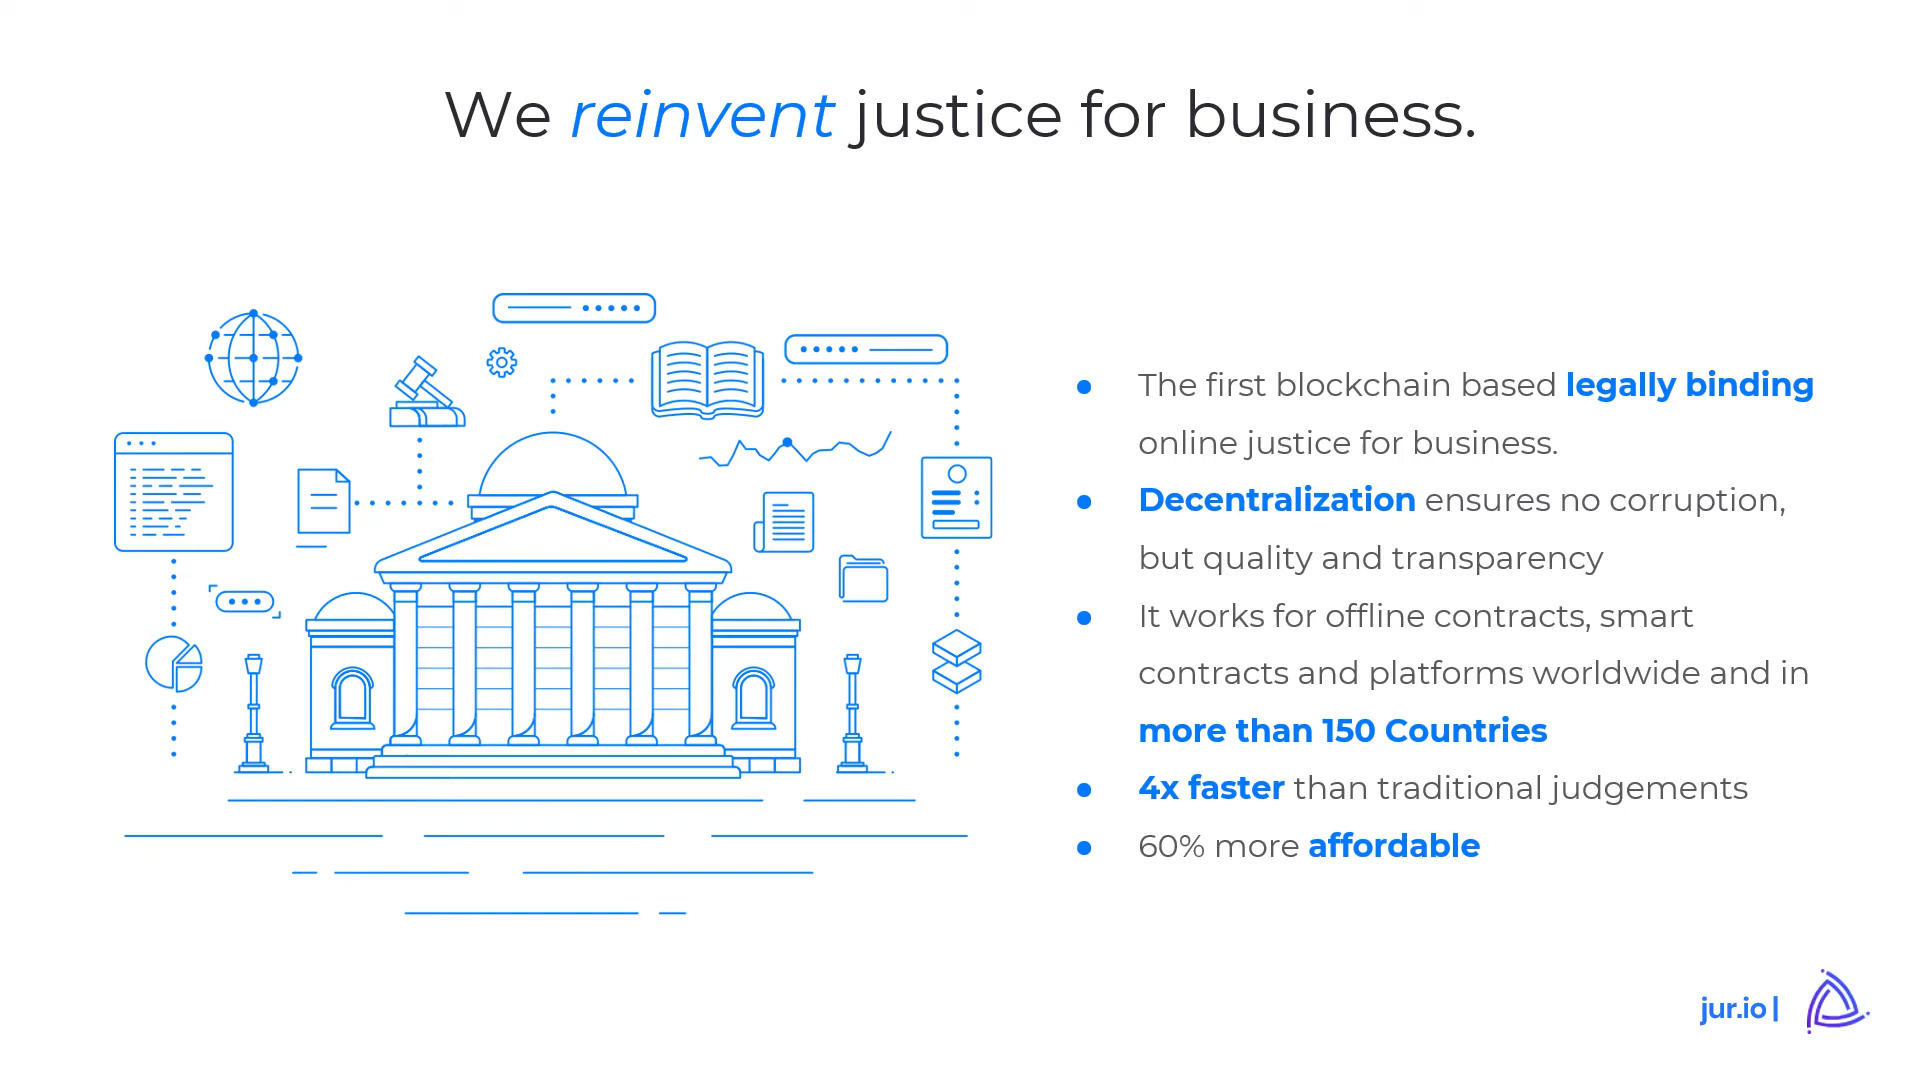 We reinvent justice for business.
● The first blockchain based legally binding
online justice for business.
● Decentralization ensures no corruption,
but quality and transparency
● It works for offline contracts, smart
contracts and platforms worldwide and in
more than 150 Countries
● 4x faster than traditional judgements
● 60% more affordable
jur.io |